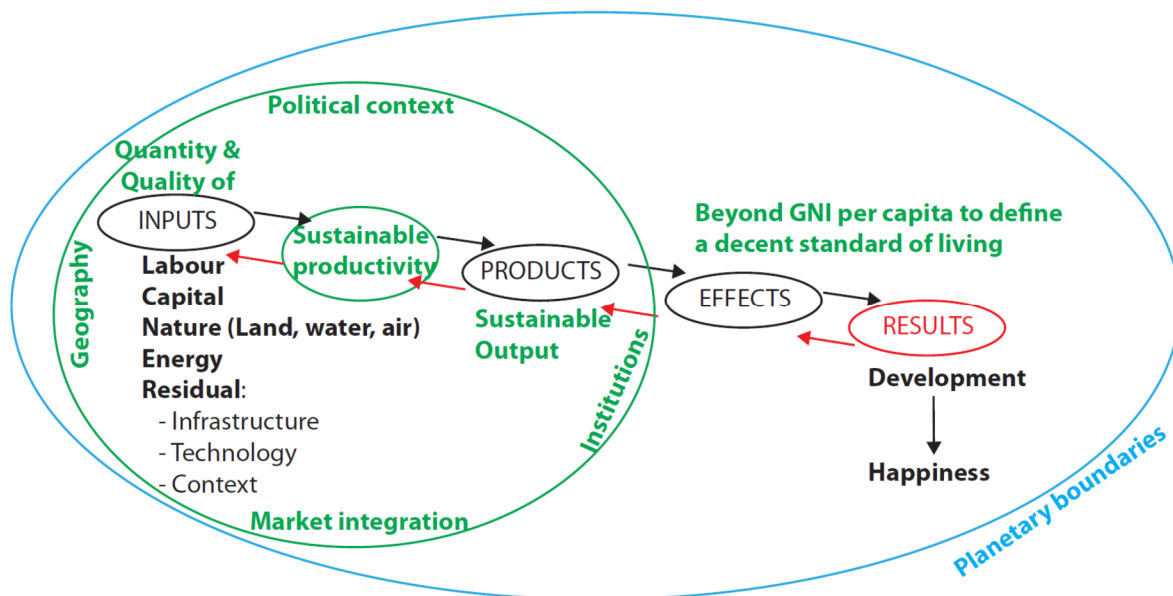 Political context
Quantity &
Quality of
INPUTS
Sustainable
productivity
PRODUCTS
Beyond GNI per capita to define
a decent standard of living
EFFECTS
RESULTS
Geography
Labour
Capital
Nature (Land, water, air)
Energy
Residual:
- Infrastructure
- Technology
- Context
Sustainable
Output
Institutions
Development
Happiness
Market integration
Planetary boundaries